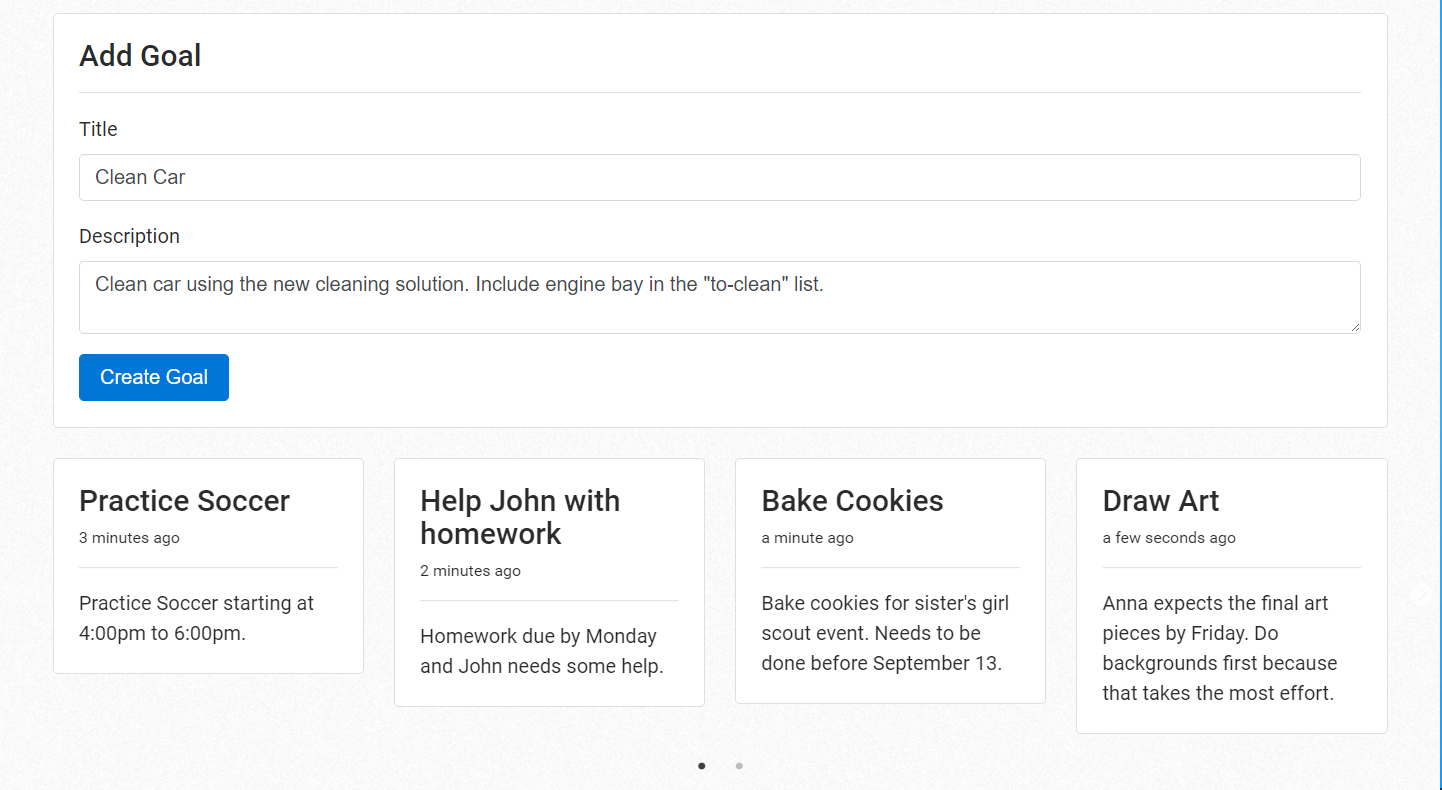 Add Goal
Title
Clean Car
Description
Clean car using the new cleaning solution. Include engine bay in the "to-clean" list.
Create Goal
Practice Soccer
3 minutes ago
Practice Soccer starting at
4:00pm to 6:00pm.
Help John with
homework
2 minutes ago
Homework due by Monday
and John needs some help.
Bake Cookies
a minute ago
Bake cookies for sister's girl
scout event. Needs to be
done before September 13.
Draw Art
a few seconds ago
Anna expects the final art
pieces by Friday. Do
backgrounds first because
that takes the most effort.